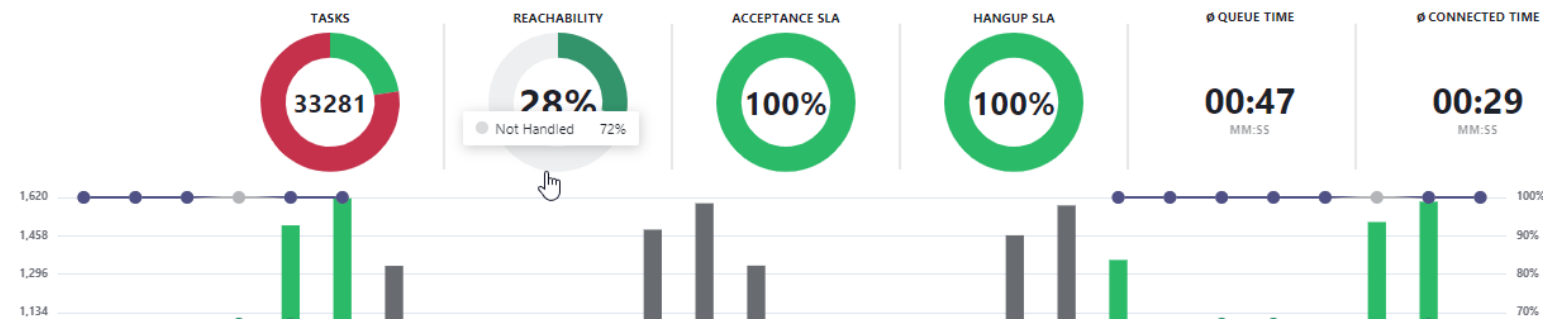 TASKS REACHABILITY ACCEPTANCE SLA HANGUP SLA Ø QUEUE TIME Ø CONNECTED TIME
33281 28% 100% 100% 00:47 00:29
Not Handled 72% MM:SS MM:SS
1,620 100%
1,458 90%
1,296 80%
1,134 70%